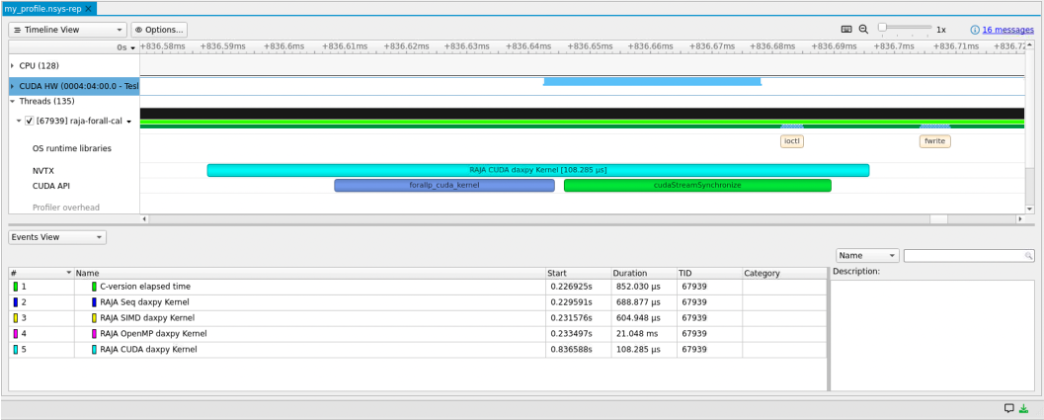 my_profile.nsys-rep
Timeline View Options... 1x 16 messages
0s +836.58ms +836.59ms +836.6ms +836.61ms +836.62ms +836.63ms +836.64ms +836.65ms +836.66ms +836.67ms +836.68ms +836.69ms +836.7ms +836.71ms +836.72
CPU (128)
CUDA HW (0004:04:00.0 - Tesl
Threads (135)
[67939] raja-forall-cal
OS runtime libraries ioctl fwrite
NVTX RAJA CUDA daxpy Kernel [108.285 µs]
CUDA API forallp_cuda_kernel cudaStreamSynchronize
Profiler overhead
Events View
Name
# Name Start Duration TID Category Description:
1 C-version elapsed time 0.226925s 852.030 µs 67939
2 RAJA Seq daxpy Kernel 0.229591s 688.877 µs 67939
3 RAJA SIMD daxpy Kernel 0.231576s 604.948 µs 67939
4 RAJA OpenMP daxpy Kernel 0.233497s 21.048 ms 67939
5 RAJA CUDA daxpy Kernel 0.836588s 108.285 µs 67939